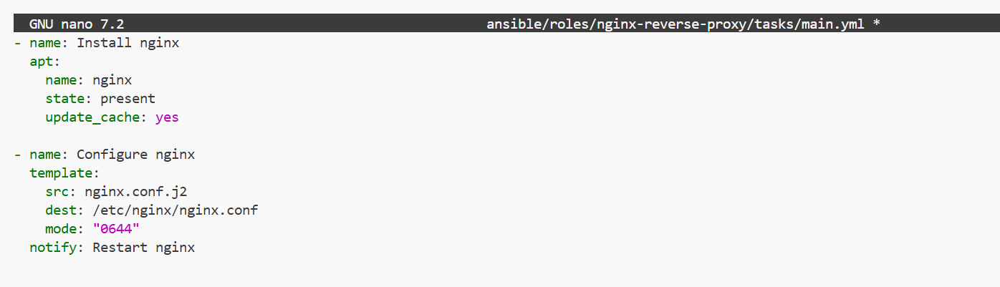 GNU nano 7.2 ansible/roles/nginx-reverse-proxy/tasks/main.yml *
- name: Install nginx
  apt:
    name: nginx
    state: present
    update_cache: yes

- name: Configure nginx
  template:
    src: nginx.conf.j2
    dest: /etc/nginx/nginx.conf
    mode: "0644"
  notify: Restart nginx